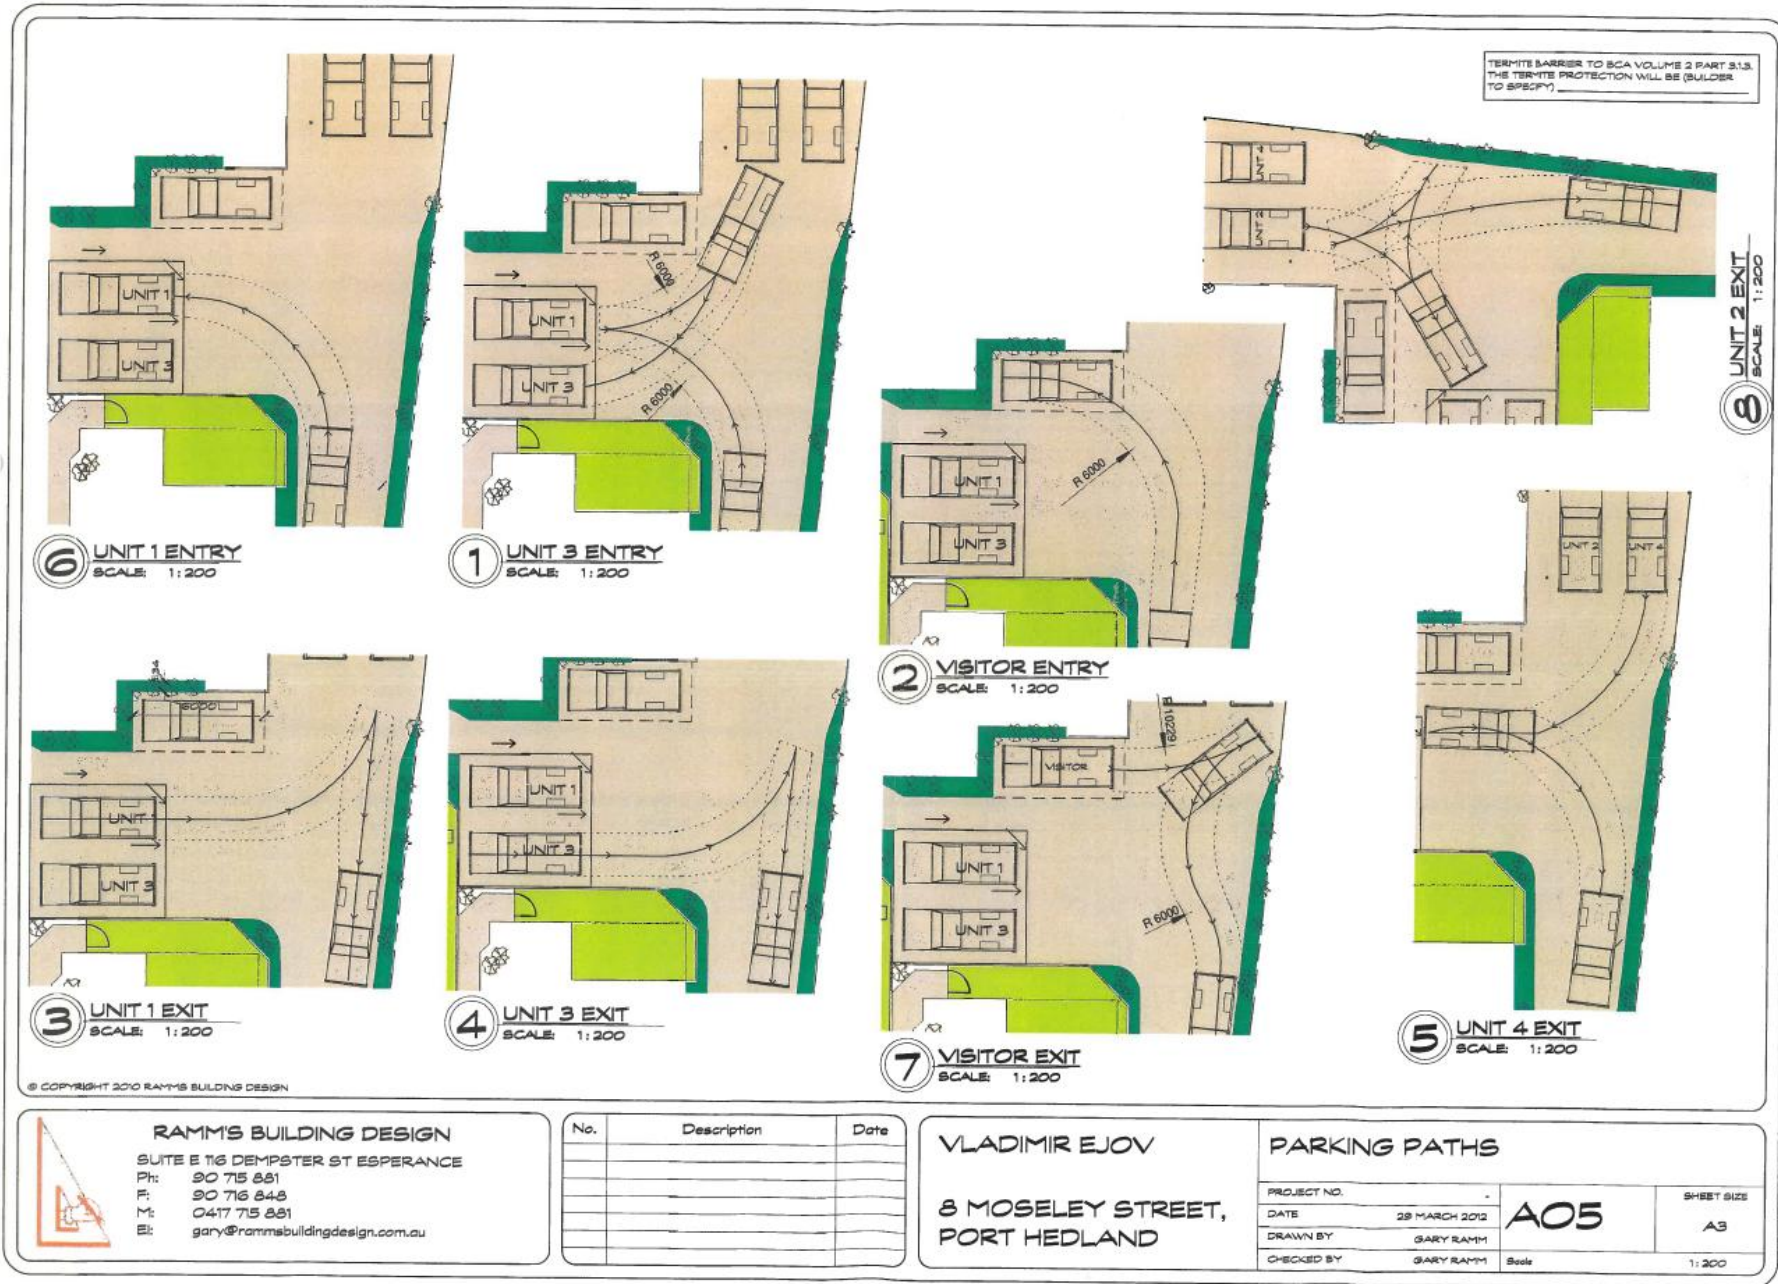 TERMITE BARRIER TO BCA VOLUME 2 PART 3.1.3.
THE TERMITE PROTECTION WILL BE (BUILDER
TO SPECIFY)
UNIT 1
UNIT 3
6
UNIT 1 ENTRY
SCALE: 1:200
R 6000
UNIT 1
UNIT 3
R 6000
1
UNIT 3 ENTRY
SCALE: 1:200
R 6000
UNIT 1
UNIT 3
2
VISITOR ENTRY
SCALE: 1:200
UNIT 4
UNIT 2
8
UNIT 2 EXIT
SCALE: 1:200
6000
UNIT
UNIT 3
3
UNIT 1 EXIT
SCALE: 1:200
UNIT 1
UNIT 3
4
UNIT 3 EXIT
SCALE: 1:200
R 10229
VISITOR
UNIT 1
UNIT 3
R 6000
7
VISITOR EXIT
SCALE: 1:200
UNIT 2
UNIT 4
5
UNIT 4 EXIT
SCALE: 1:200
© COPYRIGHT 2010 RAMMS BUILDING DESIGN
RAMM'S BUILDING DESIGN
SUITE E 116 DEMPSTER ST ESPERANCE
Ph: 90 715 881
F: 90 716 848
M: 0417 715 881
E: gary@rammsbuildingdesign.com.au
No. Description Date
VLADIMIR EJOV
8 MOSELEY STREET,
PORT HEDLAND
PARKING PATHS
PROJECT NO. -
DATE 29 MARCH 2012
DRAWN BY GARY RAMM
CHECKED BY GARY RAMM
A05
Scale 1:200
SHEET SIZE
A3